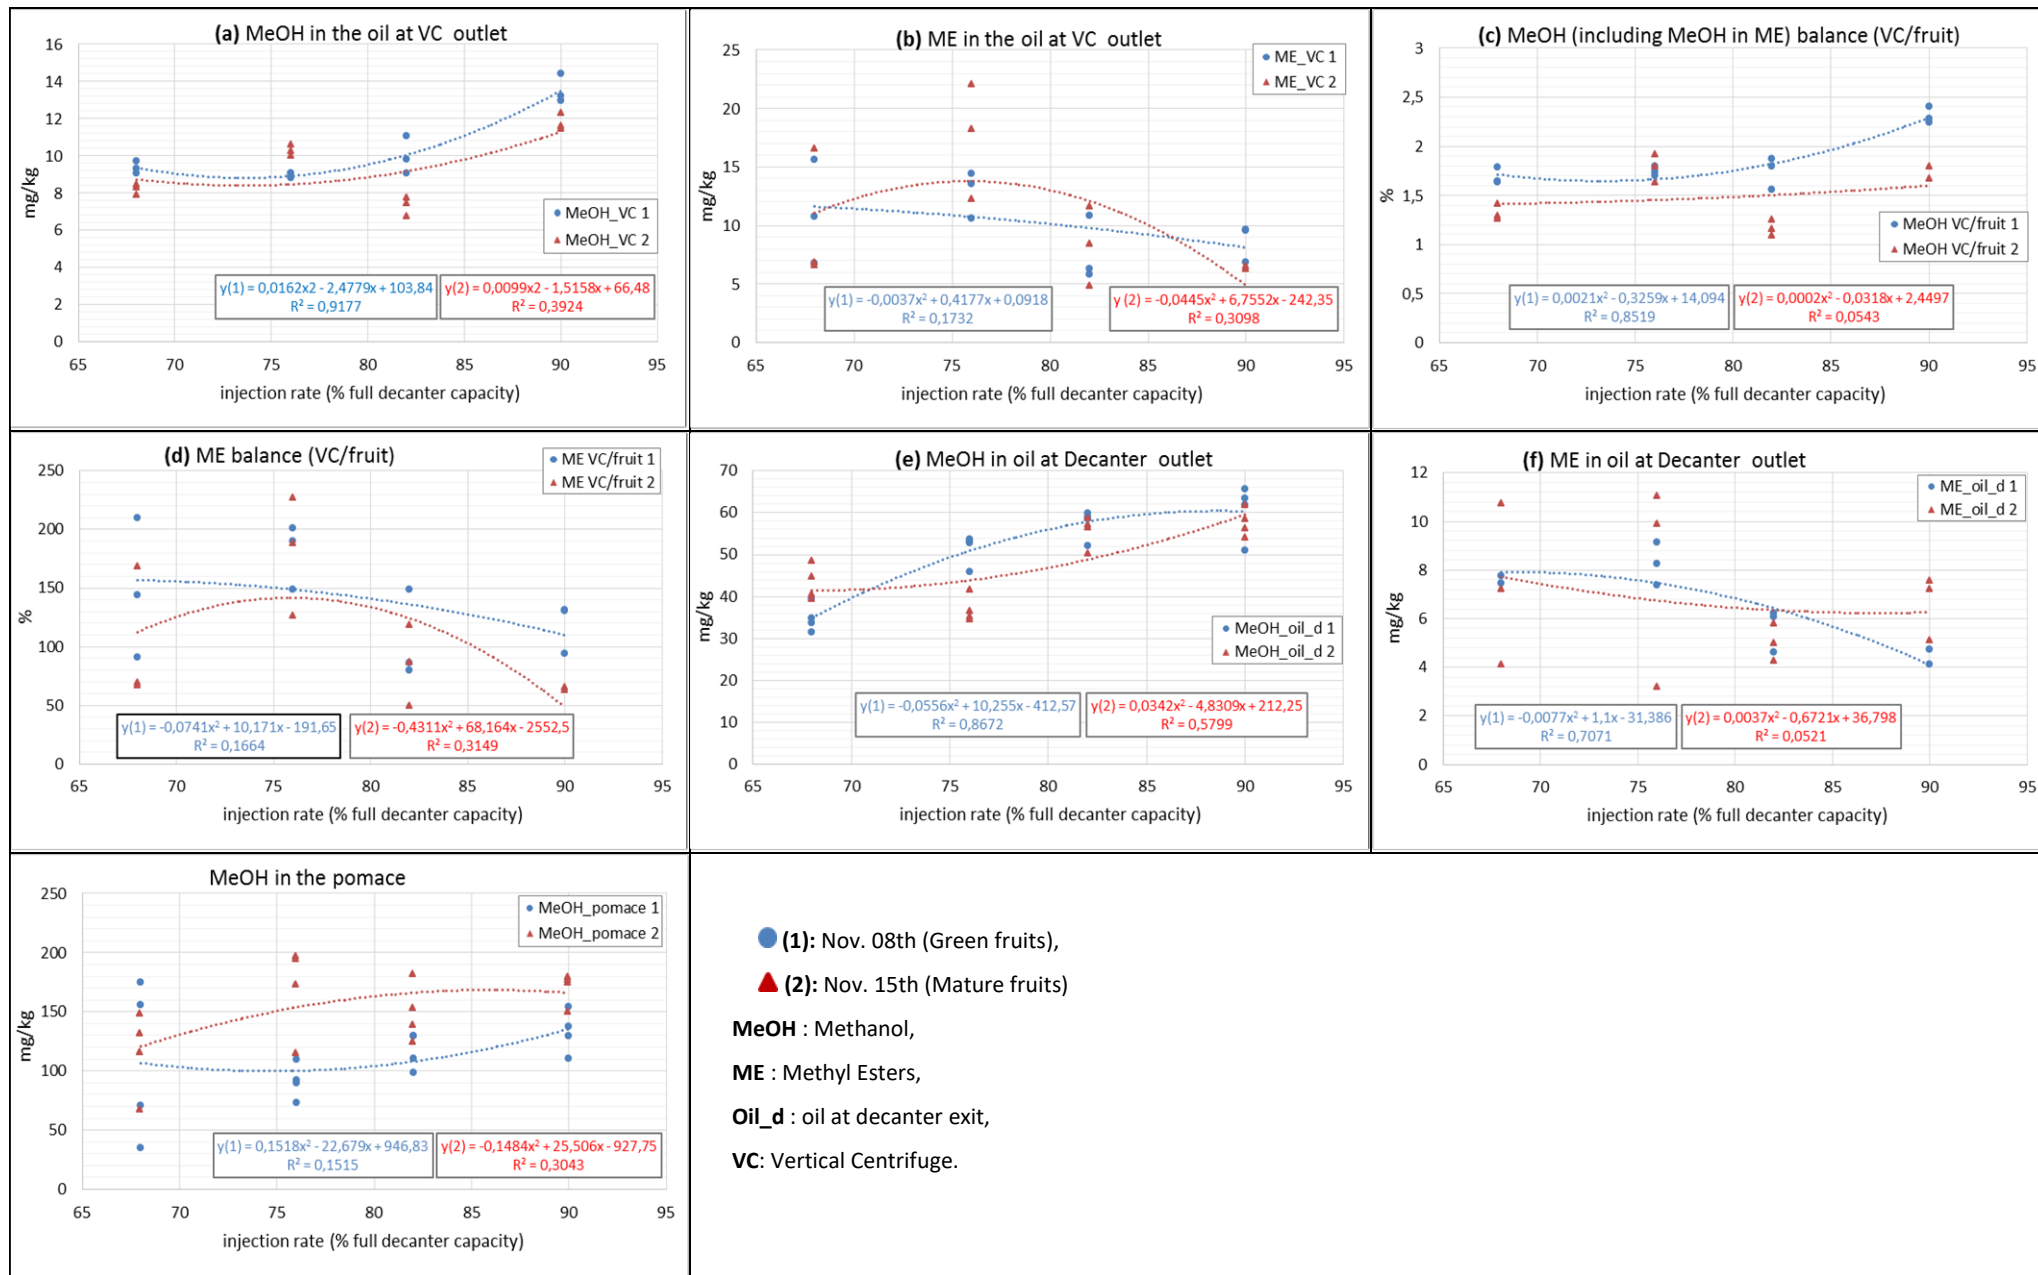 (a) MeOH in the oil at VC outlet
16
14
12
10
8
6
4
2
0
mg/kg
MeOH_VC 1
MeOH_VC 2
y(1) = 0,0162x2 - 2,4779x + 103,84
R² = 0,9177
y(2) = 0,0099x2 - 1,5158x + 66,48
R² = 0,3924
65 70 75 80 85 90 95
injection rate (% full decanter capacity)
(b) ME in the oil at VC outlet
25
20
15
10
5
0
mg/kg
ME_VC 1
ME_VC 2
y(1) = -0,0037x² + 0,4177x + 0,0918
R² = 0,1732
y (2) = -0,0445x² + 6,7552x - 242,35
R² = 0,3098
65 70 75 80 85 90 95
injection rate (% full decanter capacity)
(c) MeOH (including MeOH in ME) balance (VC/fruit)
3
2,5
2
1,5
1
0,5
0
%
MeOH VC/fruit 1
MeOH VC/fruit 2
y(1) = 0,0021x² - 0,3259x + 14,094
R² = 0,8519
y(2) = 0,0002x² - 0,0318x + 2,4497
R² = 0,0543
65 70 75 80 85 90 95
injection rate (% full decanter capacity)
(d) ME balance (VC/fruit)
250
200
150
100
50
0
%
ME VC/fruit 1
ME VC/fruit 2
y(1) = -0,0741x² + 10,171x - 191,65
R² = 0,1664
y(2) = -0,4311x² + 68,164x - 2552,5
R² = 0,3149
65 70 75 80 85 90 95
injection rate (% full decanter capacity)
(e) MeOH in oil at Decanter outlet
70
60
50
40
30
20
10
0
mg/kg
MeOH_oil_d 1
MeOH_oil_d 2
y(1) = -0,0556x² + 10,255x - 412,57
R² = 0,8672
y(2) = 0,0342x² - 4,8309x + 212,25
R² = 0,5799
65 70 75 80 85 90 95
injection rate (% full decanter capacity)
(f) ME in oil at Decanter outlet
12
10
8
6
4
2
0
mg/kg
ME_oil_d 1
ME_oil_d 2
y(1) = -0,0077x² + 1,1x - 31,386
R² = 0,7071
y(2) = 0,0037x² - 0,6721x + 36,798
R² = 0,0521
65 70 75 80 85 90 95
injection rate (% full decanter capacity)
MeOH in the pomace
250
200
150
100
50
0
mg/kg
MeOH_pomace 1
MeOH_pomace 2
y(1) = 0,1518x² - 22,679x + 946,83
R² = 0,1515
y(2) = -0,1484x² + 25,506x - 927,75
R² = 0,3043
65 70 75 80 85 90 95
injection rate (% full decanter capacity)
(1): Nov. 08th (Green fruits),
(2): Nov. 15th (Mature fruits)
MeOH : Methanol,
ME : Methyl Esters,
Oil_d : oil at decanter exit,
VC: Vertical Centrifuge.